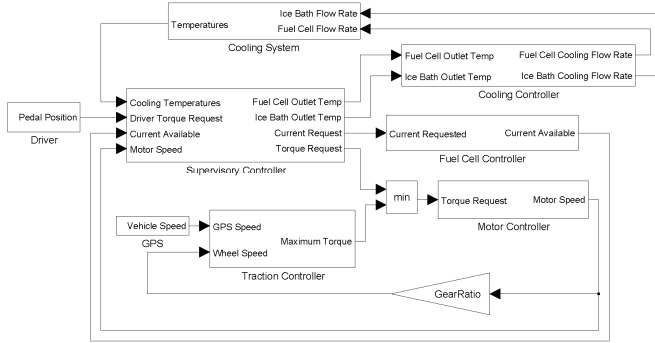 Ice Bath Flow Rate
Temperatures
Fuel Cell Flow Rate
Cooling System
Fuel Cell Outlet Temp
Fuel Cell Cooling Flow Rate
Ice Bath Outlet Temp
Ice Bath Cooling Flow Rate
Cooling Controller
Cooling Temperatures
Fuel Cell Outlet Temp
Driver Torque Request
Ice Bath Outlet Temp
Current Available
Current Request
Motor Speed
Torque Request
Supervisory Controller
Pedal Position
Driver
Current Requested
Current Available
Fuel Cell Controller
min
Torque Request
Motor Speed
Motor Controller
Vehicle Speed
GPS
GPS Speed
Maximum Torque
Wheel Speed
Traction Controller
GearRatio